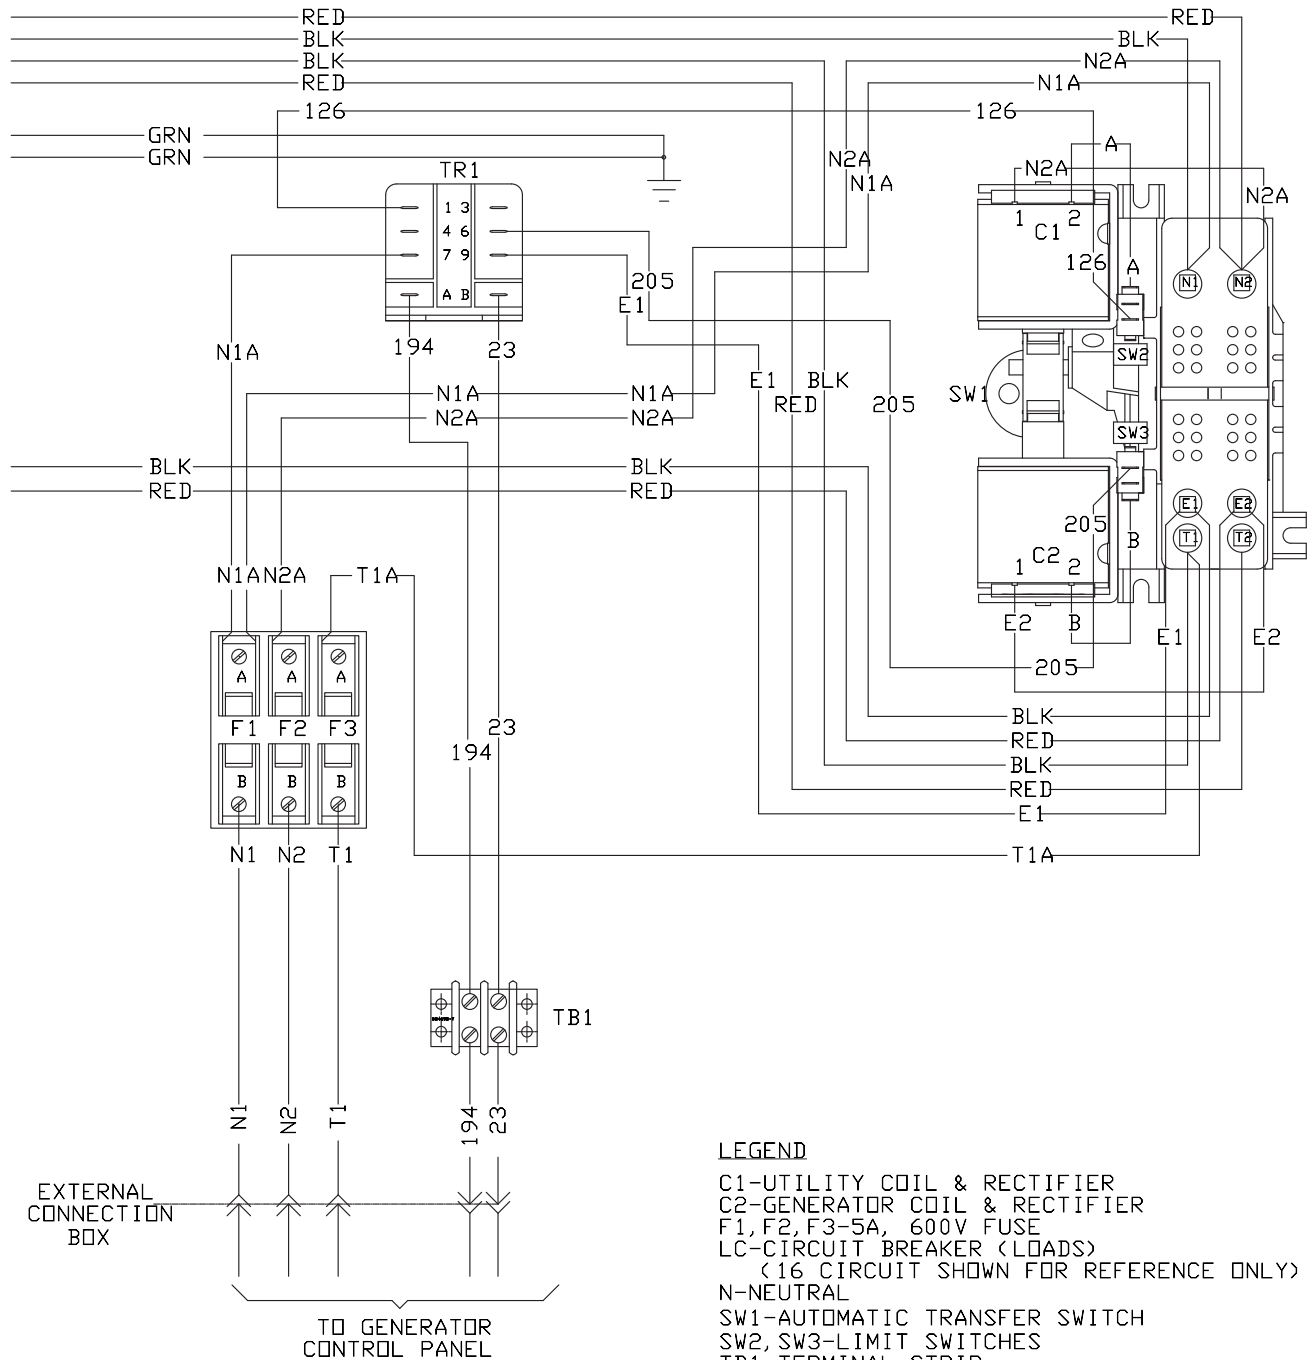 RED RED
BLK BLK
BLK N2A
RED N1A
126 126
GRN
GRN
A
N2A
N1A
N2A
N2A
TR1
1 3
4 6
7 9
A B
1 2
C1
126
A
N1 N2
205
E1
194 23
N1A
SW2
N1A N1A
N2A N2A
E1 BLK
RED 205
SW1
SW3
BLK BLK
RED RED
E1 E2
205
B
T1 T2
C2
1 2
N1A N2A T1A
E2 B
E1 E2
205
A A A
F1 F2 F3
B B B
23
194
BLK
RED
BLK
RED
E1
N1 N2 T1
T1A
TB1
N1 N2 T1 194 23
EXTERNAL
CONNECTION
BOX
TO GENERATOR
CONTROL PANEL
LEGEND
C1-UTILITY COIL & RECTIFIER
C2-GENERATOR COIL & RECTIFIER
F1,F2,F3-5A, 600V FUSE
LC-CIRCUIT BREAKER (LOADS)
(16 CIRCUIT SHOWN FOR REFERENCE ONLY)
N-NEUTRAL
SW1-AUTOMATIC TRANSFER SWITCH
SW2,SW3-LIMIT SWITCHES
TB1-TERMINAL STRIP